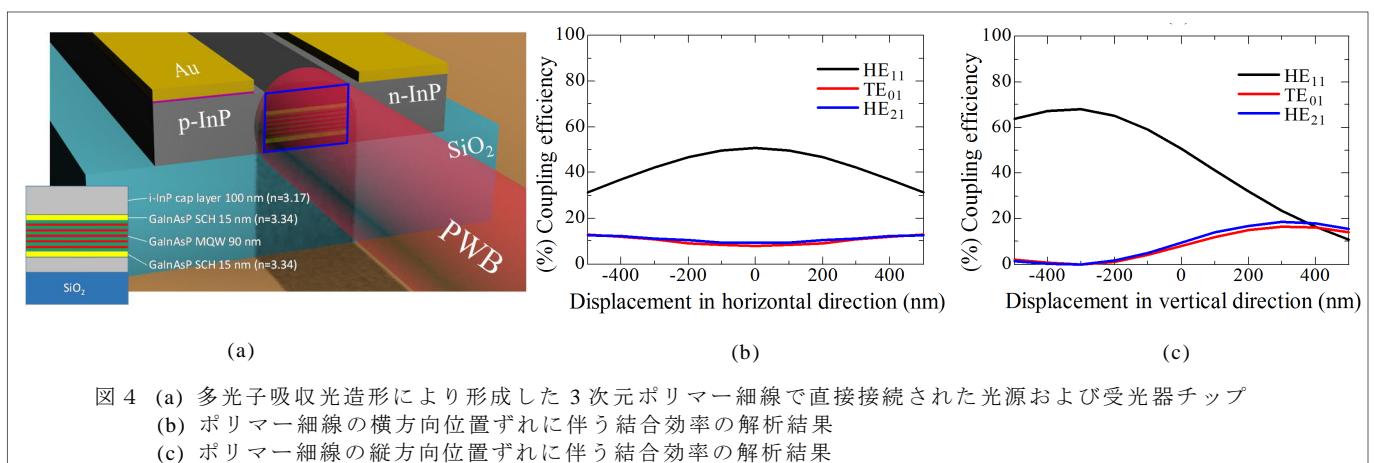 Au
p-InP
n-InP
SiO₂
PWB
i-InP cap layer 100 nm (n=3.17)
GaInAsP SCH 15 nm (n=3.34)
GaInAsP MQW 90 nm
GaInAsP SCH 15 nm (n=3.34)
SiO₂
(a)
(%) Coupling efficiency
100
80
60
40
20
0
HE₁₁
TE₀₁
HE₂₁
-400 -200 0 200 400
Displacement in horizontal direction (nm)
(b)
(%) Coupling efficiency
100
80
60
40
20
0
HE₁₁
TE₀₁
HE₂₁
-400 -200 0 200 400
Displacement in vertical direction (nm)
(c)
図 4 (a) 多光子吸収光造形により形成した 3 次元ポリマー細線で直接接続された光源および受光器チップ
(b) ポリマー細線の横方向位置ずれに伴う結合効率の解析結果
(c) ポリマー細線の縦方向位置ずれに伴う結合効率の解析結果